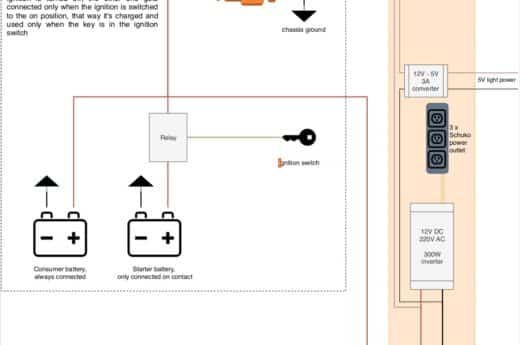 connected only when the ignition is switched
to the on position, that way it's charged and
used only when the key is in the ignition
switch
chassis ground
12V - 5V
3A
converter
5V light power
3 x
Schuko
power
outlet
Relay
Ignition switch
12V DC
220V AC
300W
inverter
Consumer battery,
always connected
Starter battery,
only connected on contact